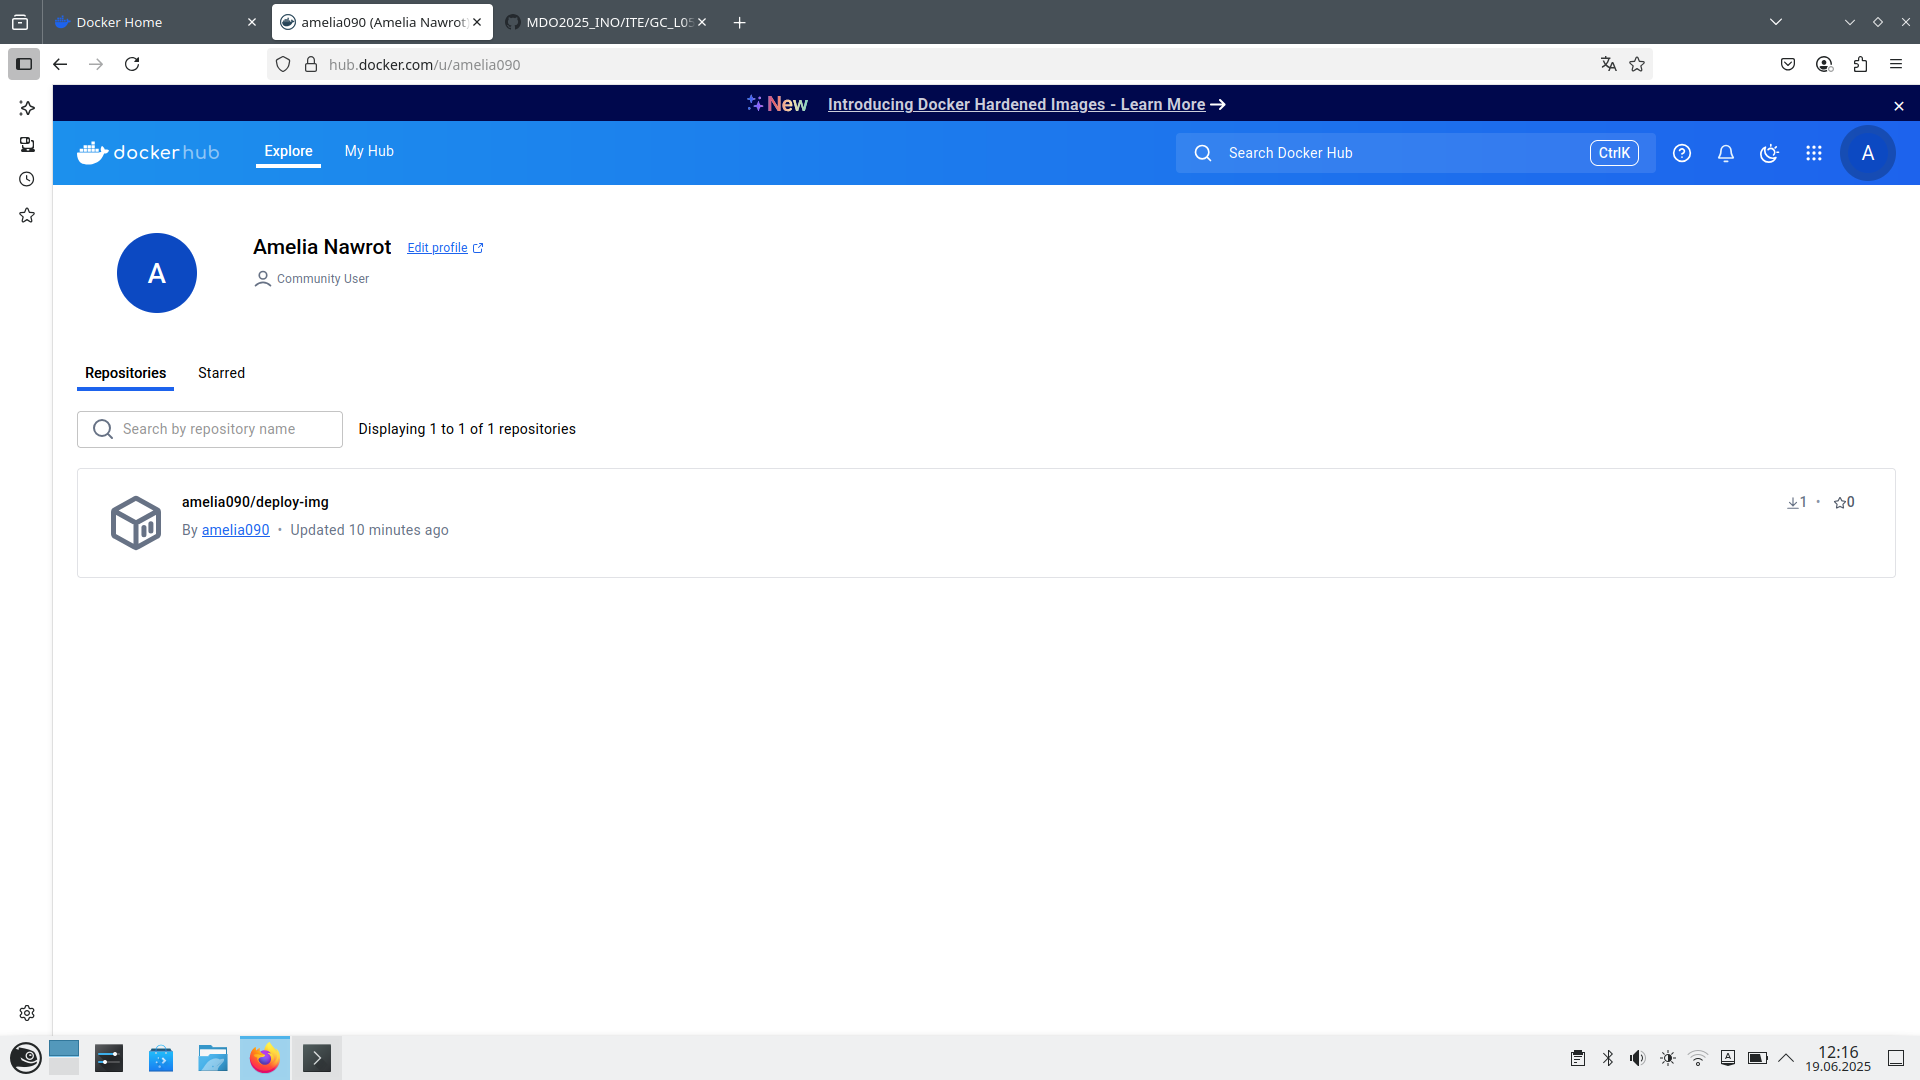 Docker Home
amelia090 (Amelia Nawrot)
MDO2025_INO/ITE/GC_L05
hub.docker.com/u/amelia090
New Introducing Docker Hardened Images - Learn More
dockerhub
Explore
My Hub
Search Docker Hub
CtrlK
A
A
Amelia Nawrot
Edit profile
Community User
Repositories
Starred
Search by repository name
Displaying 1 to 1 of 1 repositories
amelia090/deploy-img
1 • 0
By amelia090 • Updated 10 minutes ago
A
12:16
19.06.2025